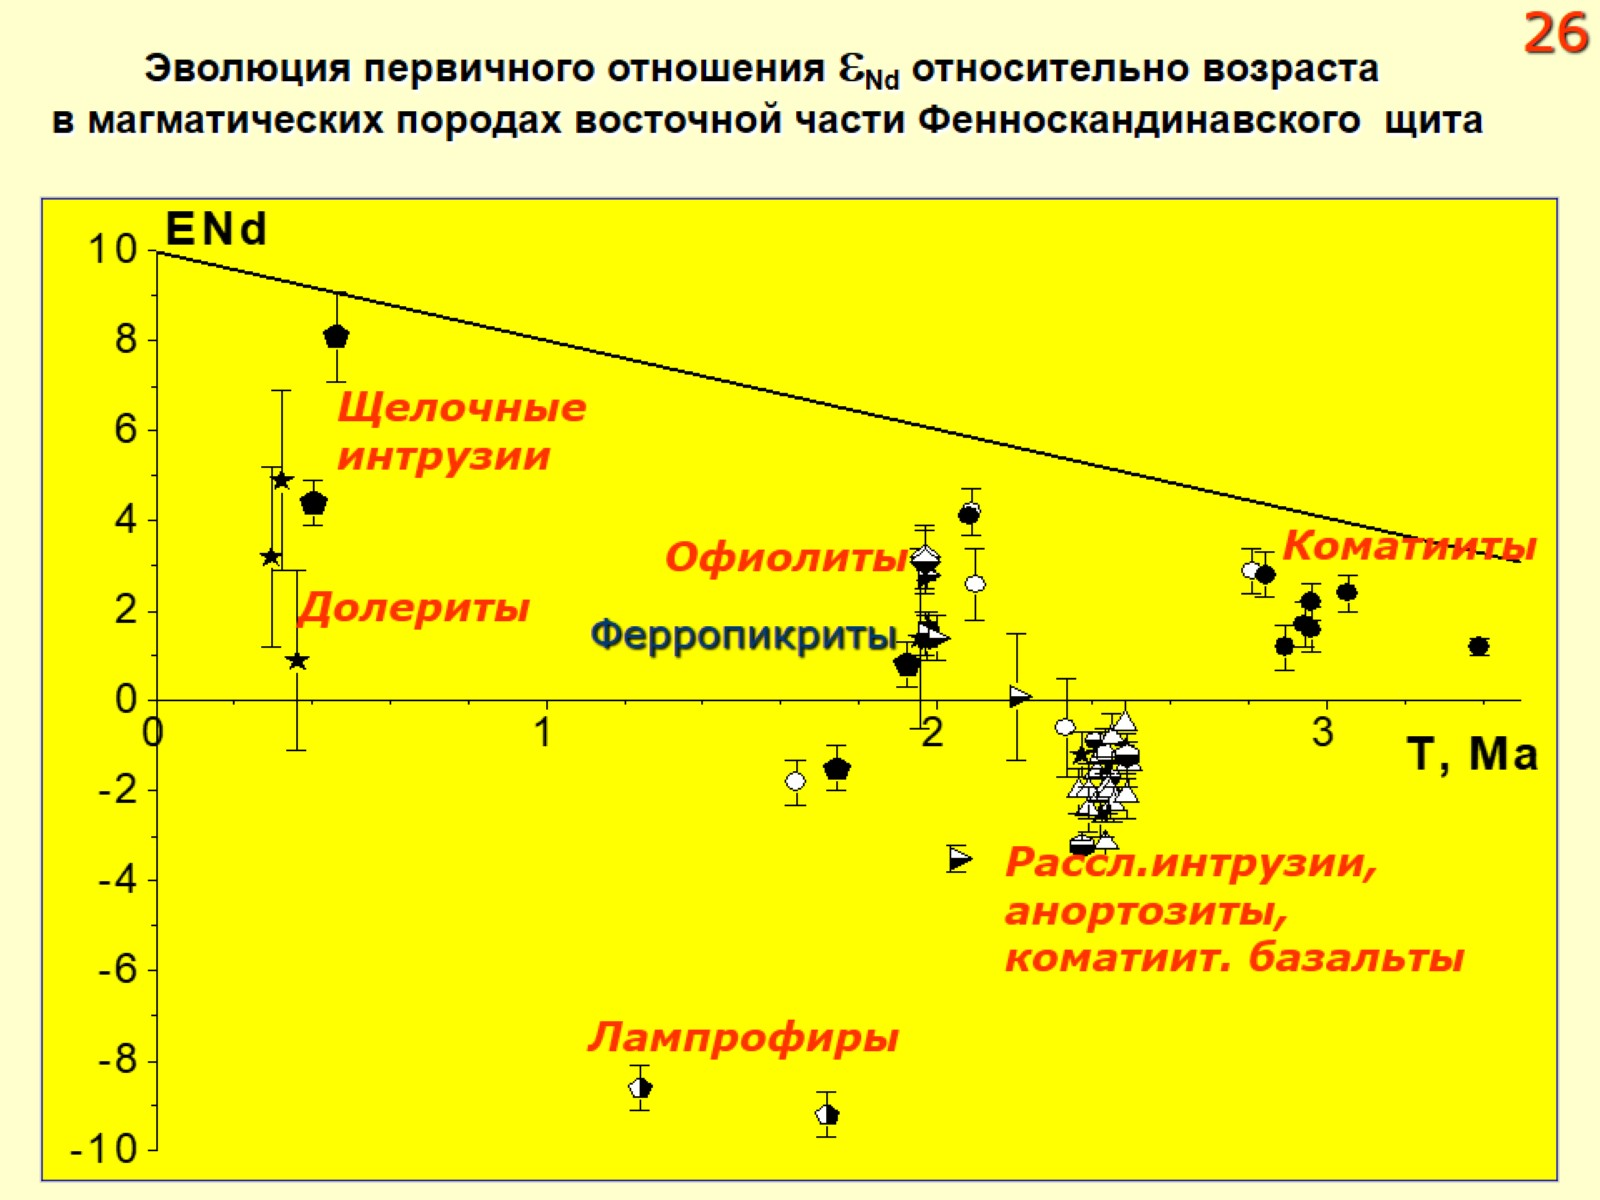 26
Эволюция первичного отношения εNd относительно возраста
в магматических породах восточной части Фенноскандинавского щита
ENd
10
8
6
4
2
0
-2
-4
-6
-8
-10
0
1
2
3
T, Ma
Щелочные
интрузии
Долериты
Офиолиты
Ферропикриты
Коматииты
Рассл.интрузии,
анортозиты,
коматиит. базальты
Лампрофиры